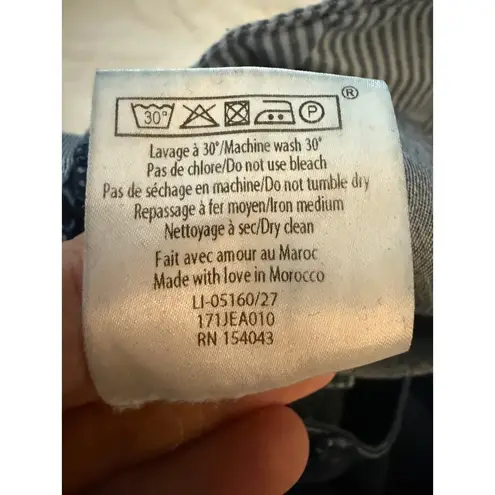 30° P ®
Lavage à 30°/Machine wash 30°
Pas de chlore/Do not use bleach
Pas de séchage en machine/Do not tumble dry
Repassage à fer moyen/Iron medium
Nettoyage à sec/Dry clean
Fait avec amour au Maroc
Made with love in Morocco
LI-05160/27
171JEA010
RN 154043